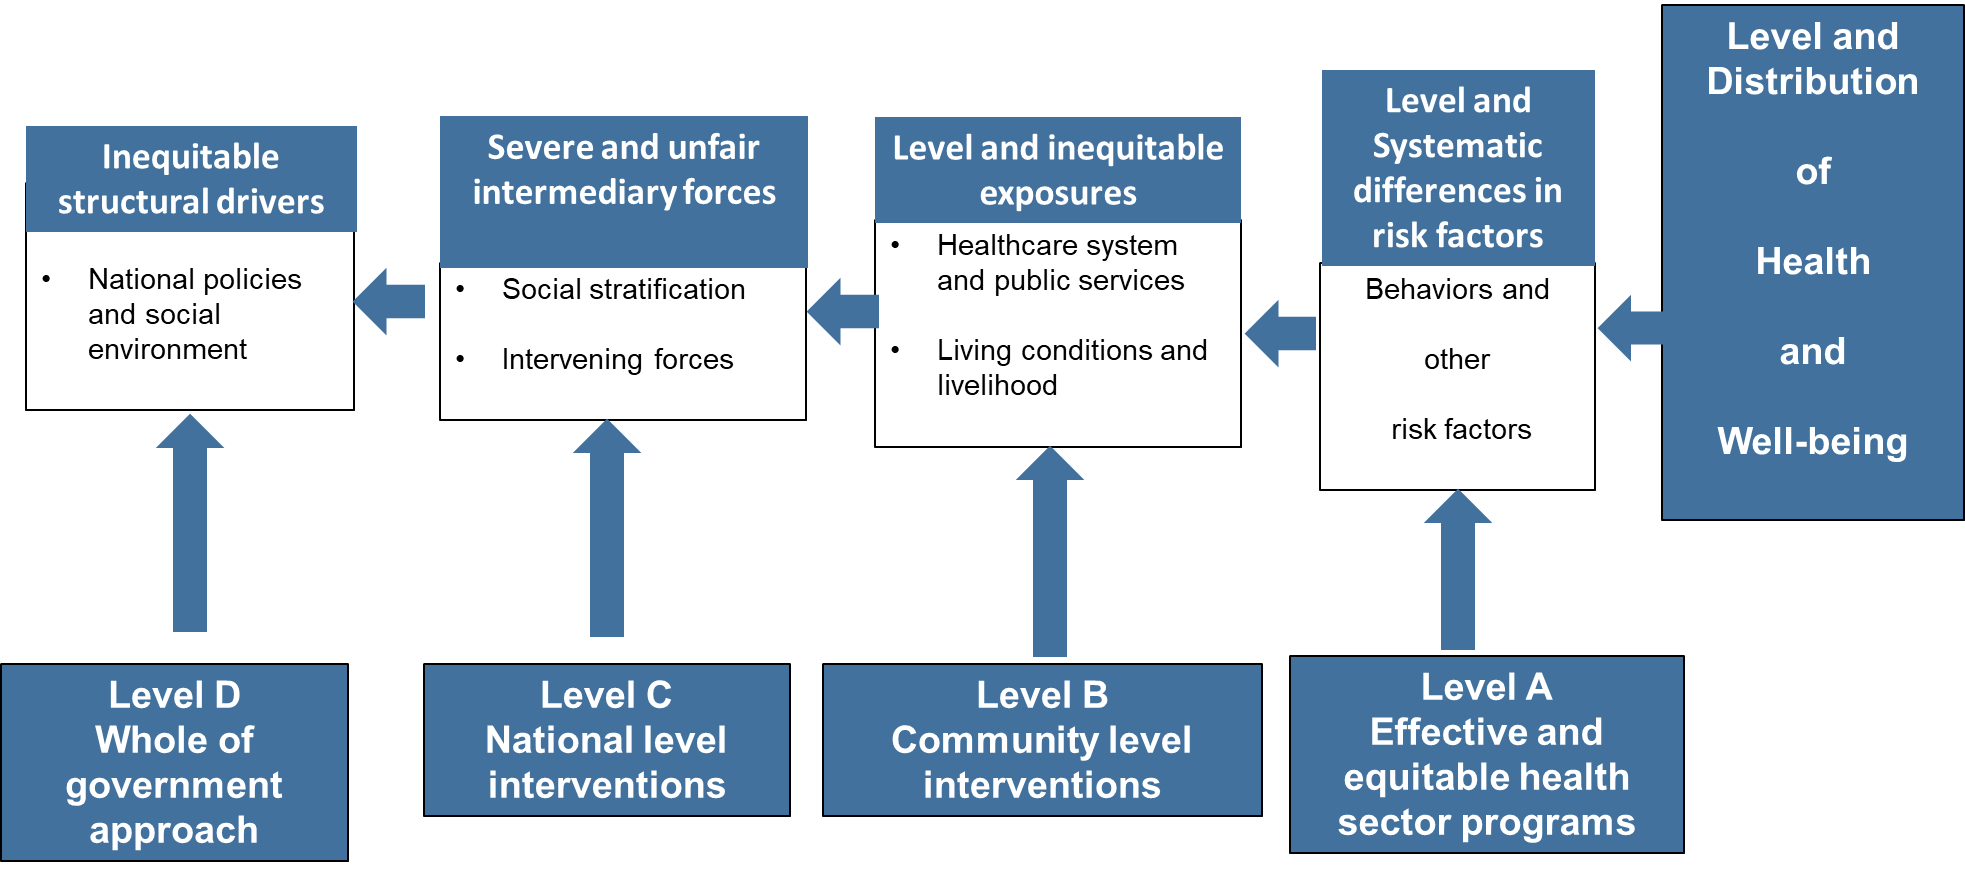 Inequitable
structural drivers
• National policies
and social
environment
Severe and unfair
intermediary forces
• Social stratification
• Intervening forces
Level and inequitable
exposures
• Healthcare system
and public services
• Living conditions and
livelihood
Level and
Systematic
differences in
risk factors
Behaviors and
other
risk factors
Level and
Distribution
of
Health
and
Well-being
Level D
Whole of
government
approach
Level C
National level
interventions
Level B
Community level
interventions
Level A
Effective and
equitable health
sector programs